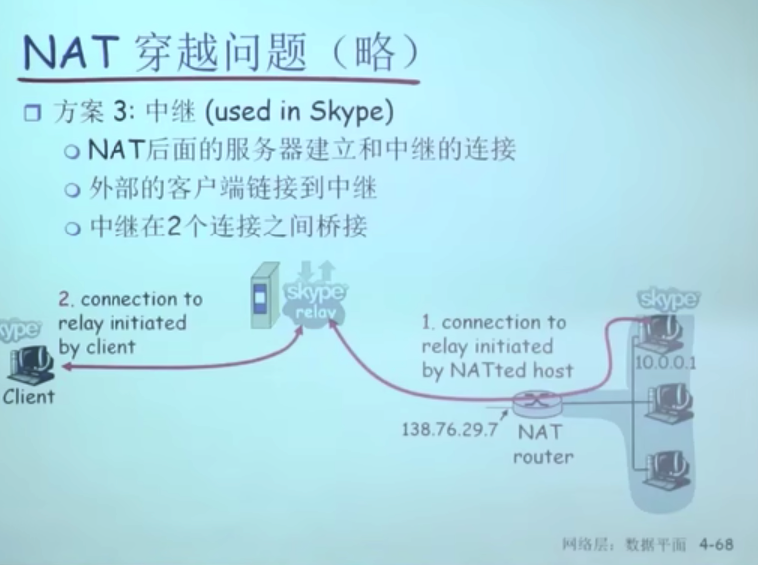 NAT 穿越问题（略）
方案 3: 中继 (used in Skype)
NAT后面的服务器建立和中继的连接
外部的客户端链接到中继
中继在2个连接之间桥接
2. connection to
relay initiated
by client
skype
relay
1. connection to
relay initiated
by NATted host
skype
10.0.0.1
ype
Client
138.76.29.7
NAT
router
网络层：数据平面 4-68